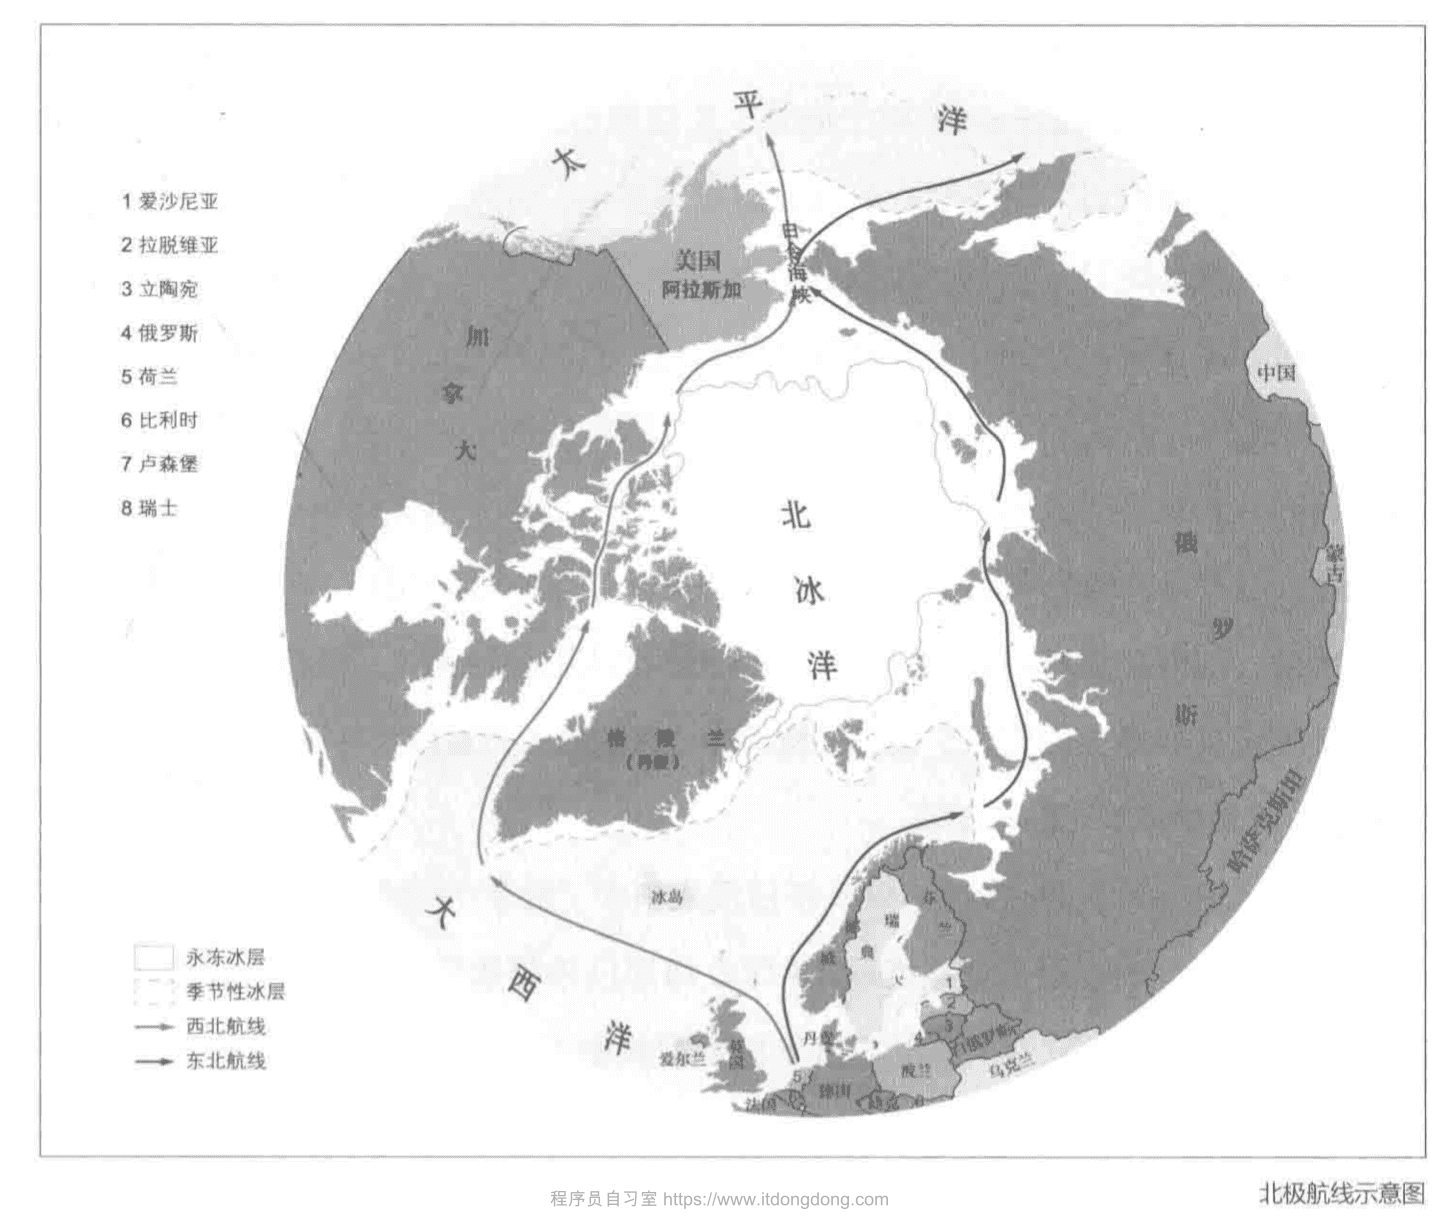 太平洋
1 爱沙尼亚
2 拉脱维亚
3 立陶宛
4 俄罗斯
5 荷兰
6 比利时
7 卢森堡
8 瑞士
白令海峡
美国
阿拉斯加
加拿大
中国
北冰洋
俄罗斯
蒙古
格陵兰
（丹麦）
哈萨克斯坦
冰岛
大西洋
挪威
瑞典
芬兰
1
2
3
4
白俄罗斯
乌克兰
波兰
丹麦
爱尔兰
英国
5
德国
法国
捷克
永冻冰层
季节性冰层
西北航线
东北航线
北极航线示意图
程序员自习室 https://www.itdongdong.com